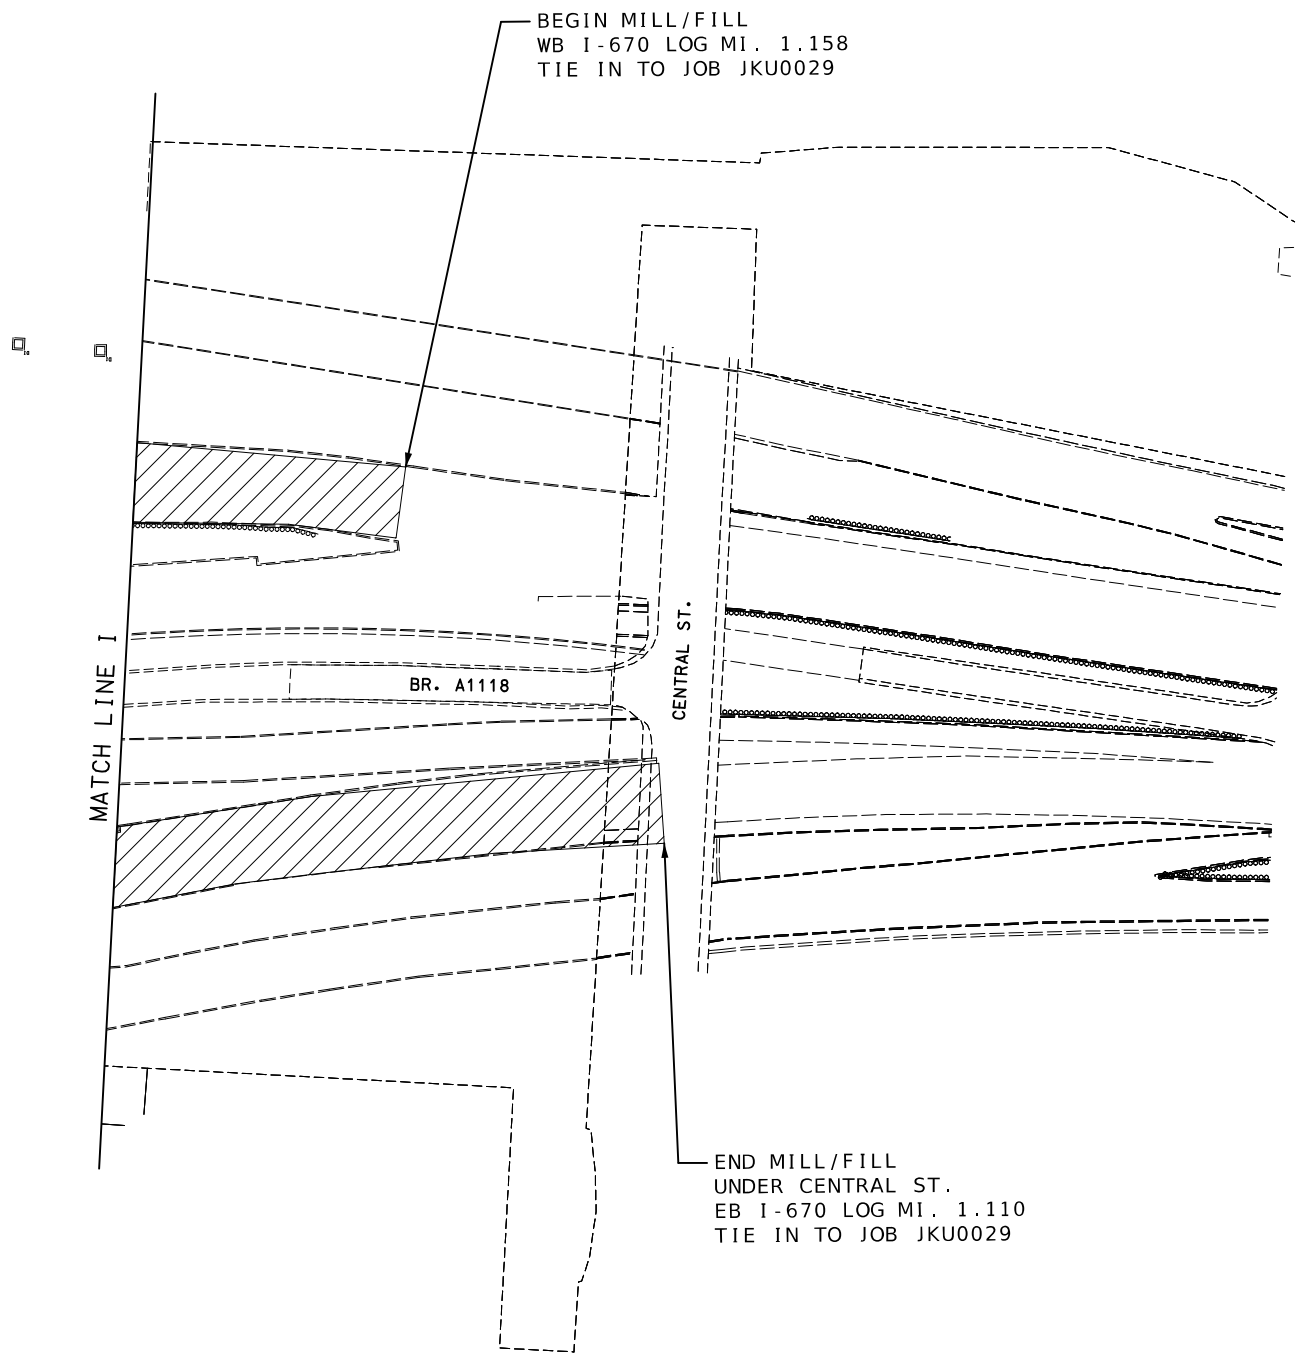 BEGIN MILL/FILL
WB I-670 LOG MI. 1.158
TIE IN TO JOB JKU0029
MATCH LINE I
BR. A1118
CENTRAL ST.
END MILL/FILL
UNDER CENTRAL ST.
EB I-670 LOG MI. 1.110
TIE IN TO JOB JKU0029